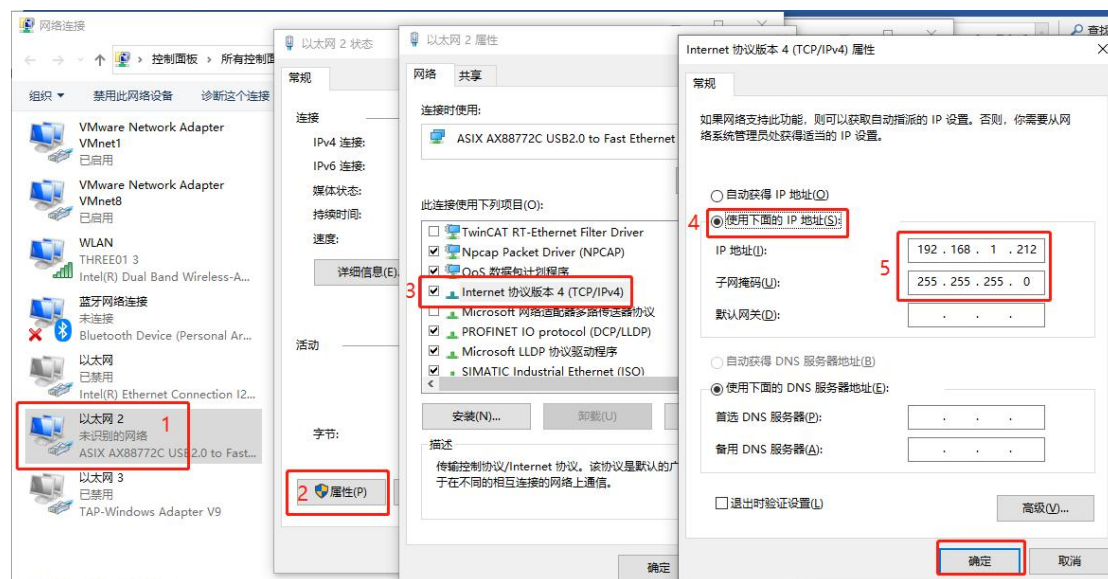 网络连接
控制面板 › 所有控制面
组织 禁用此网络设备 诊断这个连接
VMware Network Adapter
VMnet1
已启用
VMware Network Adapter
VMnet8
已启用
WLAN
THREE01 3
Intel(R) Dual Band Wireless-A...
蓝牙网络连接
未连接
Bluetooth Device (Personal Ar...
以太网
已禁用
Intel(R) Ethernet Connection I2...
以太网 2
1
未识别的网络
ASIX AX88772C USB2.0 to Fast...
以太网 3
已禁用
TAP-Windows Adapter V9
以太网 2 状态
常规
连接
IPv4 连接:
IPv6 连接:
媒体状态:
持续时间:
速度:
详细信息(E).
活动
字节:
2 属性(P)
以太网 2 属性
网络 共享
连接时使用:
ASIX AX88772C USB2.0 to Fast Ethernet
此连接使用下列项目(O):
TwinCAT RT-Ethernet Filter Driver
Npcap Packet Driver (NPCAP)
QoS 数据包计划程序
3 Internet 协议版本 4 (TCP/IPv4)
Microsoft 网络适配器多路传送器协议
PROFINET IO protocol (DCP/LLDP)
Microsoft LLDP 协议驱动程序
SIMATIC Industrial Ethernet (ISO)
安装(N)... 卸载(U)
描述
传输控制协议/Internet 协议。该协议是默认的广
于在不同的相互连接的网络上通信。
确定
查找
Internet 协议版本 4 (TCP/IPv4) 属性
常规
如果网络支持此功能，则可以获取自动指派的 IP 设置。否则，你需要从网
络系统管理员处获得适当的 IP 设置。
自动获得 IP 地址(O)
4 使用下面的 IP 地址(S):
IP 地址(I): 192 . 168 . 1 . 212
5
子网掩码(U): 255 . 255 . 255 . 0
默认网关(D): . . .
自动获得 DNS 服务器地址(B)
使用下面的 DNS 服务器地址(E):
首选 DNS 服务器(P): . . .
备用 DNS 服务器(A): . . .
退出时验证设置(L)
高级(V)...
确定 取消